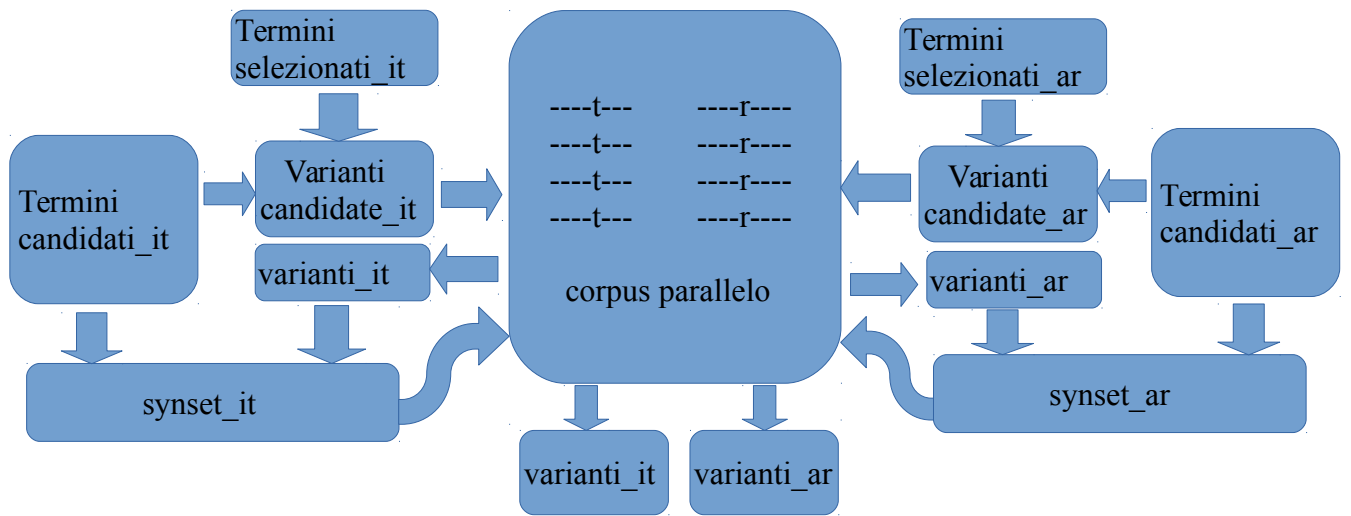 Termini
selezionati_it
Termini
selezionati_ar
----t---
----r----
----t---
----r----
----t---
----r----
----t---
----r----
corpus parallelo
Termini
candidati_it
Varianti
candidate_it
Varianti
candidate_ar
Termini
candidati_ar
varianti_it
varianti_ar
synset_it
synset_ar
varianti_it
varianti_ar